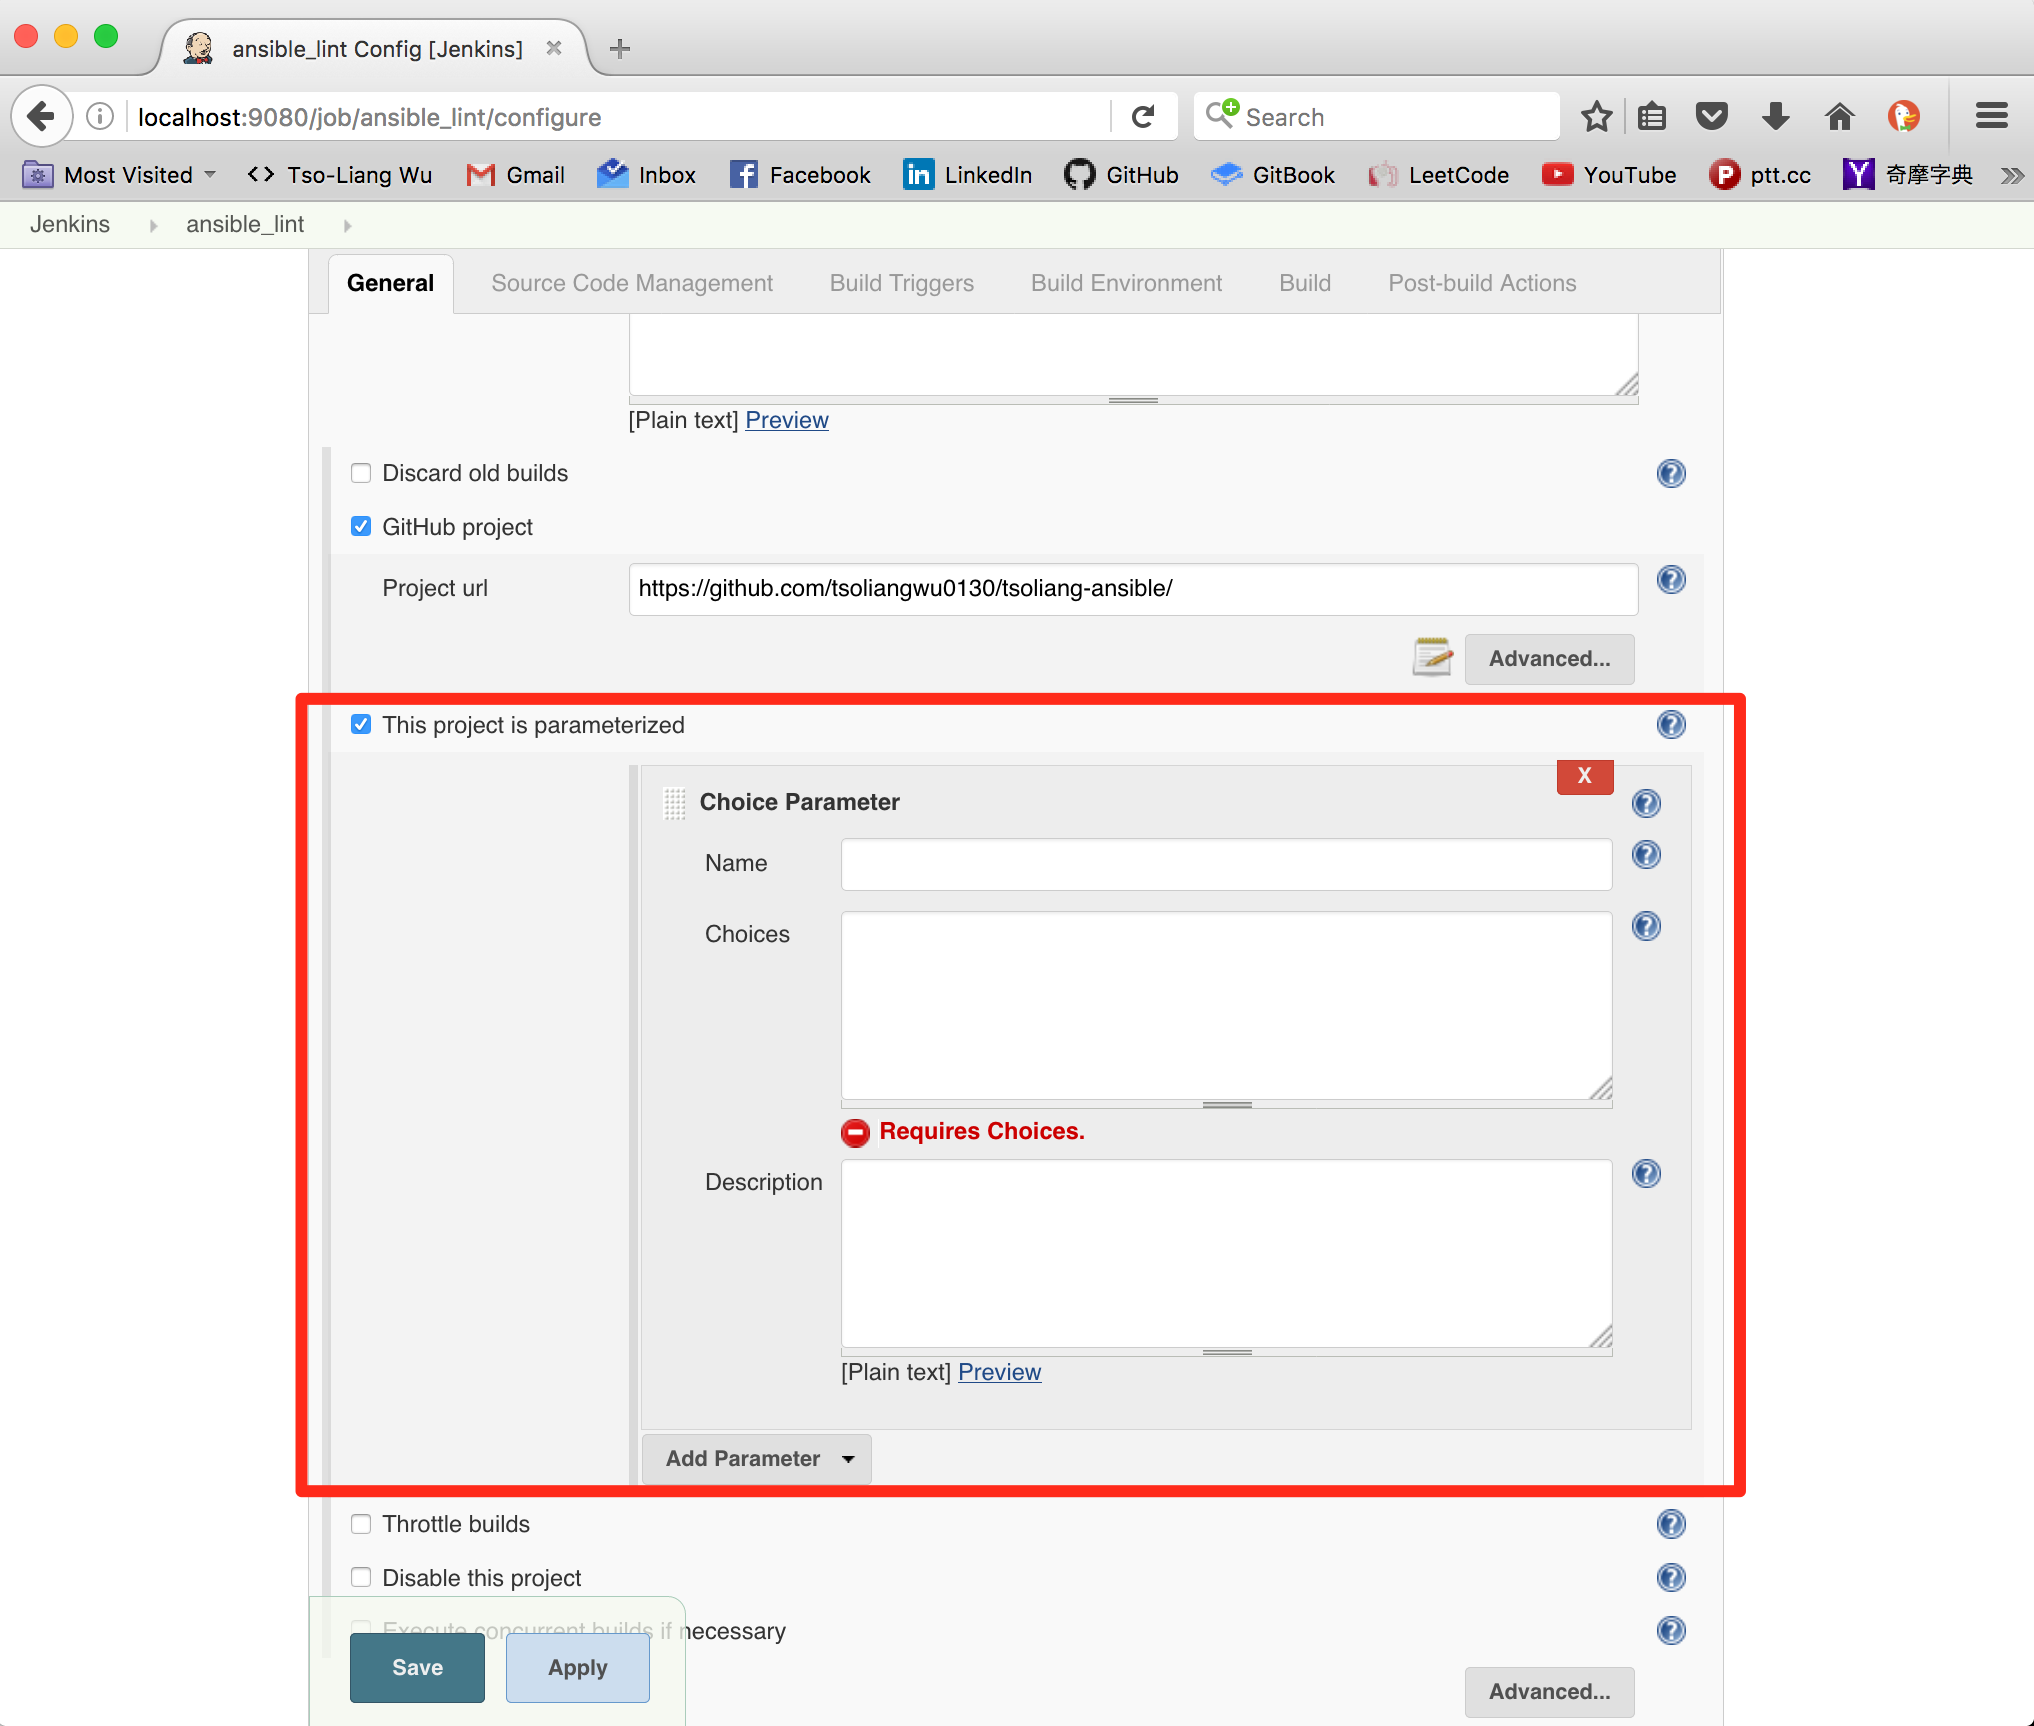 ansible_lint Config [Jenkins]
localhost:9080/job/ansible_lint/configure
Search
Most Visited
Tso-Liang Wu
Gmail
Inbox
Facebook
LinkedIn
GitHub
GitBook
LeetCode
YouTube
ptt.cc
奇摩字典
Jenkins
ansible_lint
General
Source Code Management
Build Triggers
Build Environment
Build
Post-build Actions
[Plain text] Preview
Discard old builds
GitHub project
Project url
https://github.com/tsoliangwu0130/tsoliang-ansible/
Advanced...
This project is parameterized
X
Choice Parameter
Name
Choices
Requires Choices.
Description
[Plain text] Preview
Add Parameter
Throttle builds
Disable this project
Execute concurrent builds if necessary
Save
Apply
Advanced...